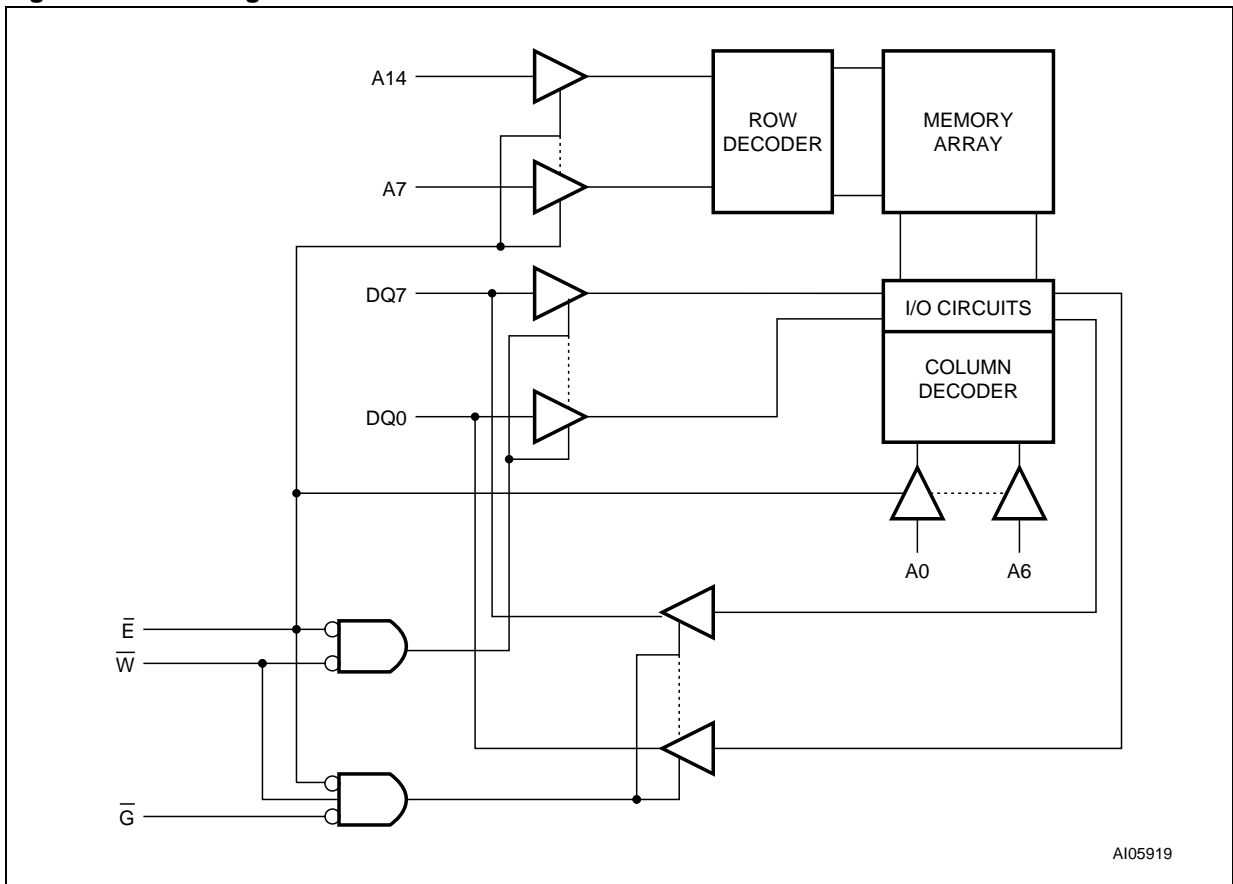 A14
ROW
DECODER
MEMORY
ARRAY
A7
DQ7
I/O CIRCUITS
COLUMN
DECODER
DQ0
A0
A6
E̅
W̅
G̅
AI05919